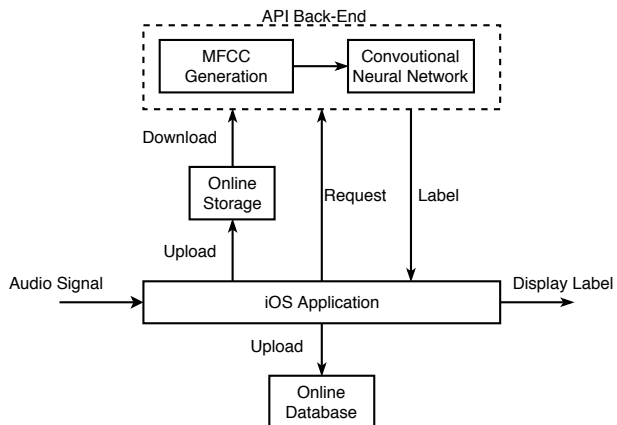 API Back-End
MFCC
Generation
Convoutional
Neural Network
Download
Online
Storage
Request
Label
Upload
Audio Signal
iOS Application
Display Label
Upload
Online
Database